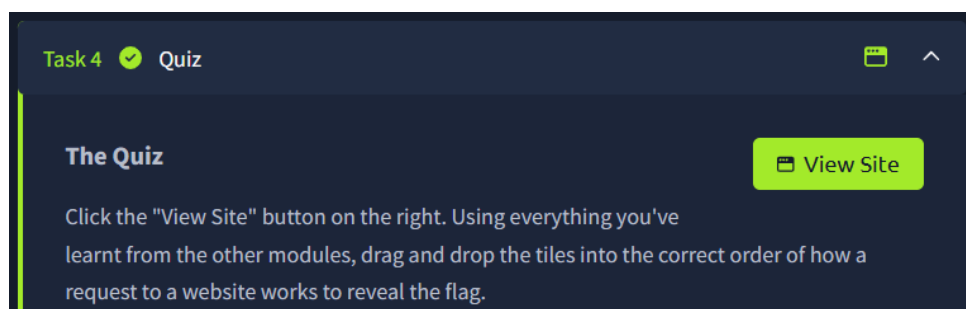 Task 4 Quiz
The Quiz
View Site
Click the "View Site" button on the right. Using everything you've
learnt from the other modules, drag and drop the tiles into the correct order of how a
request to a website works to reveal the flag.